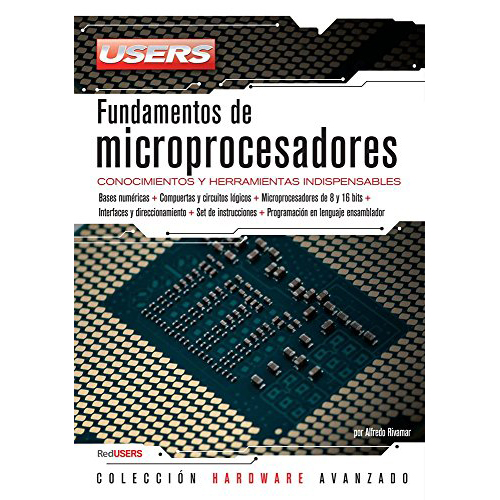 USERS
Fundamentos de
microprocesadores
CONOCIMIENTOS Y HERRAMIENTAS INDISPENSABLES
Bases numéricas + Compuertas y circuitos lógicos + Microprocesadores de 8 y 16 bits +
Interfaces y direccionamiento + Set de instrucciones + Programación en lenguaje ensamblador
por Alfredo Rivamar
RedUSERS
COLECCIÓN HARDWARE AVANZADO